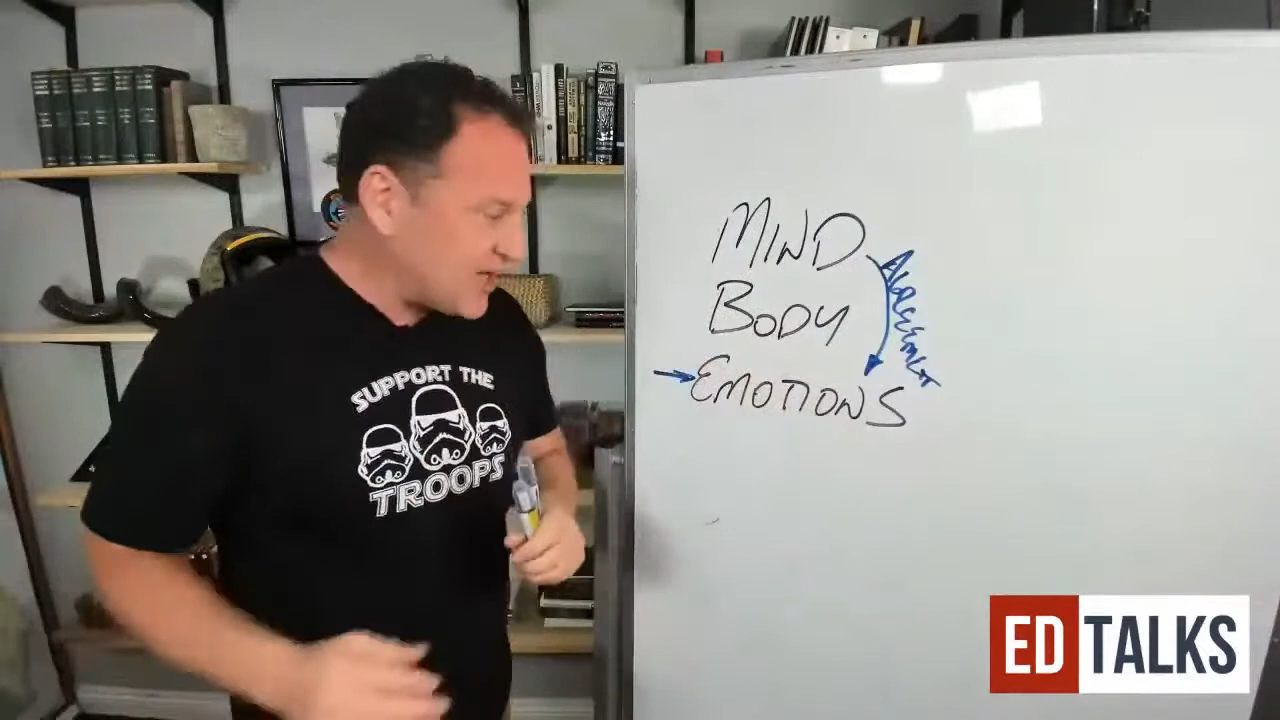 SUPPORT THE
TROOPS
MIND
BODY
EMOTIONS
ED TALKS